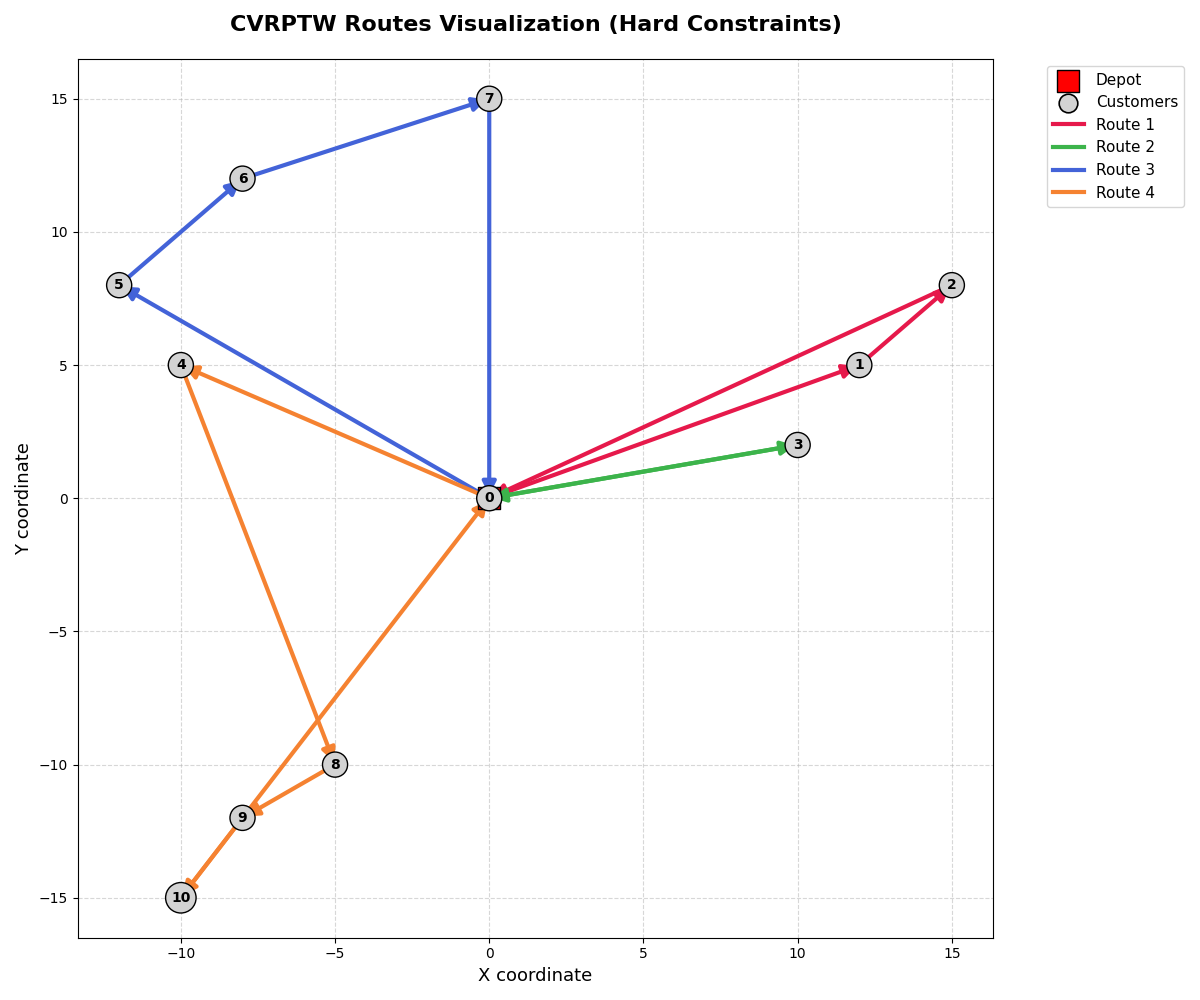 CVRPTW Routes Visualization (Hard Constraints)
Depot
Customers
Route 1
Route 2
Route 3
Route 4
Y coordinate
15
10
5
0
−5
−10
−15
7
6
5
2
4
1
3
0
8
9
10
−10
−5
0
5
10
15
X coordinate